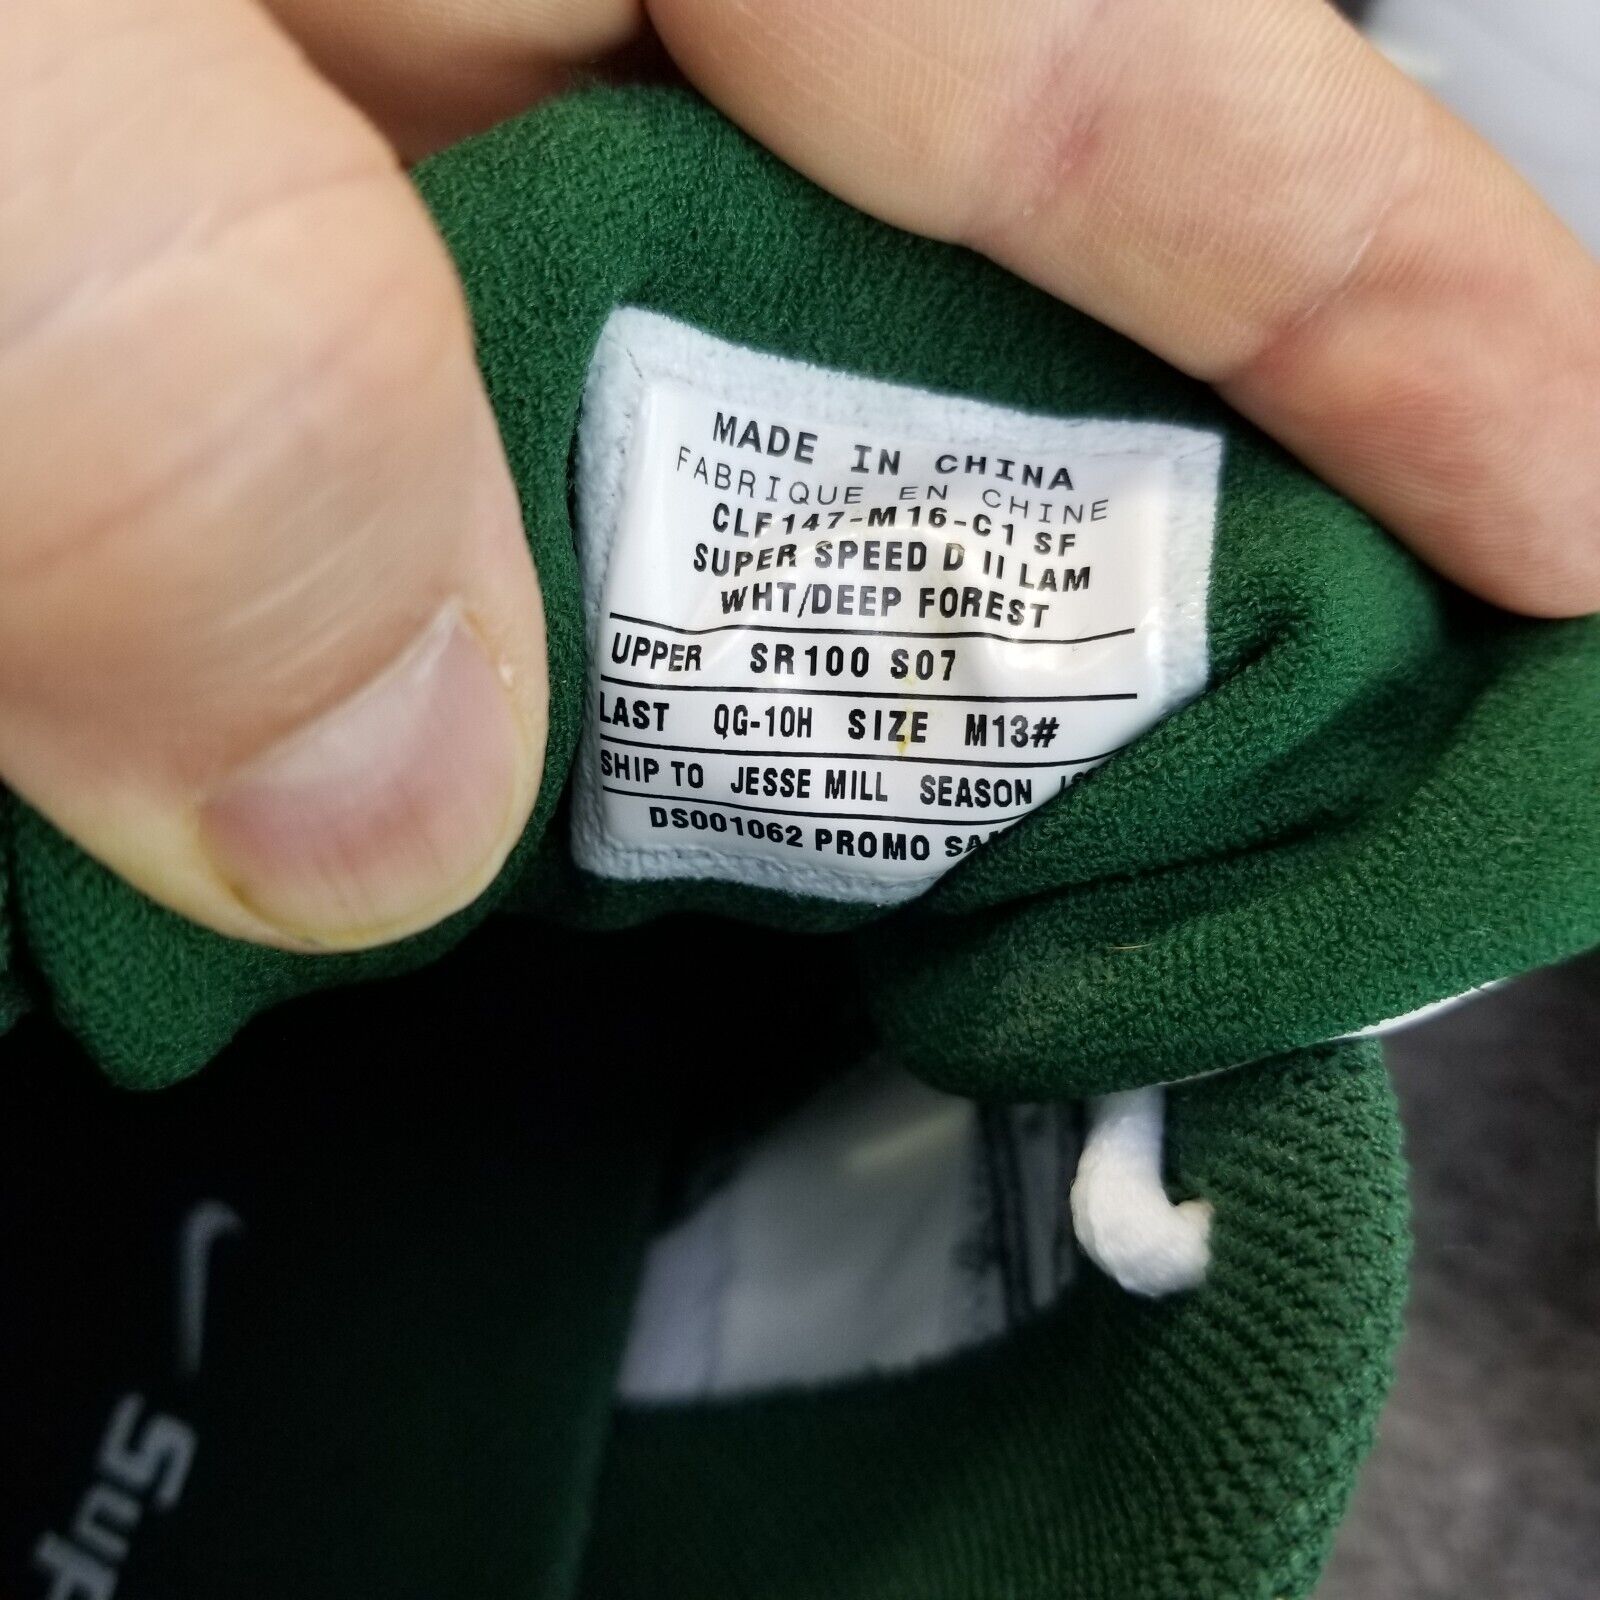 MADE IN CHINA
FABRIQUE EN CHINE
CLF147-M16-C1 SF
SUPER SPEED D II LAM
WHT/DEEP FOREST
UPPER SR100 S07
LAST QG-10H SIZE M13#
SHIP TO JESSE MILL SEASON
DS001062 PROMO
Sup